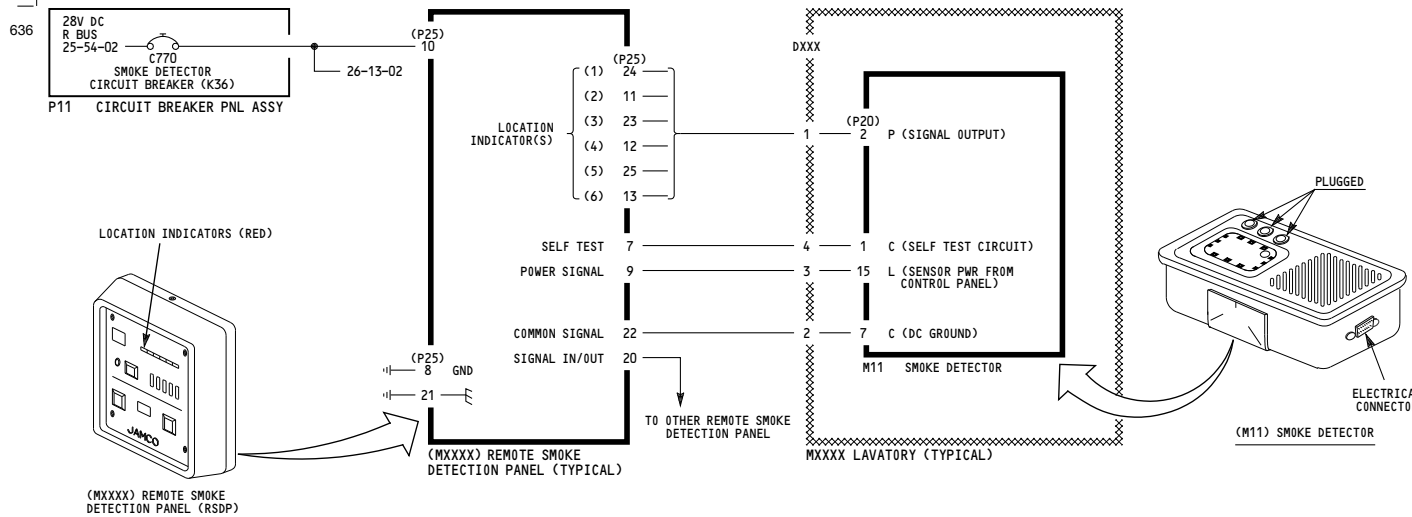 636
28V DC
R BUS
25-54-02
C770
SMOKE DETECTOR
CIRCUIT BREAKER (K36)
P11 CIRCUIT BREAKER PNL ASSY
26-13-02
(P25)
10
(P25)
LOCATION
INDICATOR(S)
(1) 24
(2) 11
(3) 23
(4) 12
(5) 25
(6) 13
SELF TEST 7
POWER SIGNAL 9
COMMON SIGNAL 22
SIGNAL IN/OUT 20
(P25)
8 GND
21
(MXXXX) REMOTE SMOKE
DETECTION PANEL (TYPICAL)
TO OTHER REMOTE SMOKE
DETECTION PANEL
DXXX
1
4
3
2
(P20)
2 P (SIGNAL OUTPUT)
1 C (SELF TEST CIRCUIT)
15 L (SENSOR PWR FROM
CONTROL PANEL)
7 C (DC GROUND)
M11 SMOKE DETECTOR
MXXXX LAVATORY (TYPICAL)
LOCATION INDICATORS (RED)
JAMCO
(MXXXX) REMOTE SMOKE
DETECTION PANEL (RSDP)
PLUGGED
ELECTRICA
CONNECTO
(M11) SMOKE DETECTOR